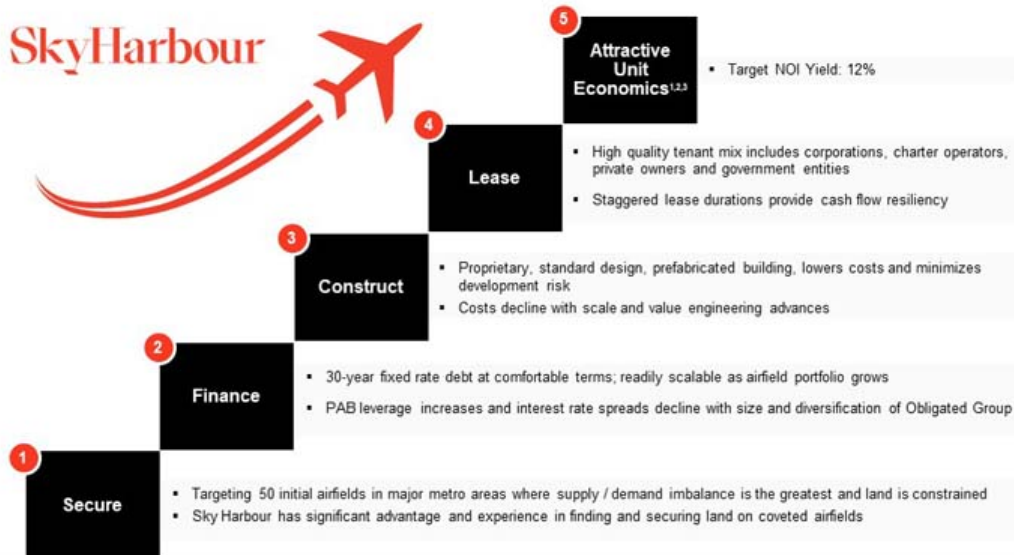 SkyHarbour
5
Attractive
Unit
Economics¹,²,³
▪ Target NOI Yield: 12%
4
Lease
▪ High quality tenant mix includes corporations, charter operators,
private owners and government entities
▪ Staggered lease durations provide cash flow resiliency
3
Construct
▪ Proprietary, standard design, prefabricated building, lowers costs and minimizes
development risk
▪ Costs decline with scale and value engineering advances
2
Finance
▪ 30-year fixed rate debt at comfortable terms; readily scalable as airfield portfolio grows
▪ PAB leverage increases and interest rate spreads decline with size and diversification of Obligated Group
1
Secure
▪ Targeting 50 initial airfields in major metro areas where supply / demand imbalance is the greatest and land is constrained
▪ Sky Harbour has significant advantage and experience in finding and securing land on coveted airfields